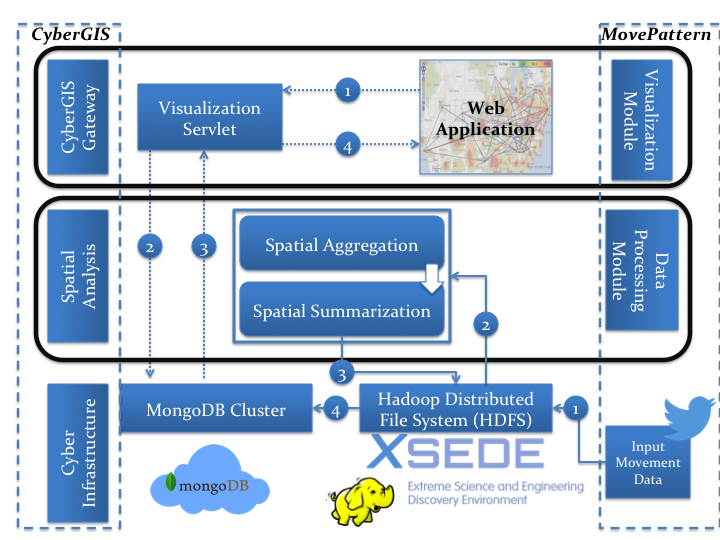 CyberGIS
MovePattern
CyberGIS
Gateway
Visualization
Servlet
1
4
Web
Application
Visualization
Module
2
3
Spatial
Analysis
Spatial Aggregation
Spatial Summarization
Data
Processing
Module
2
3
Cyber
Infrastructure
MongoDB Cluster
4
Hadoop Distributed
File System (HDFS)
1
Input
Movement
Data
mongoDB
XSEDE
Extreme Science and Engineering
Discovery Environment